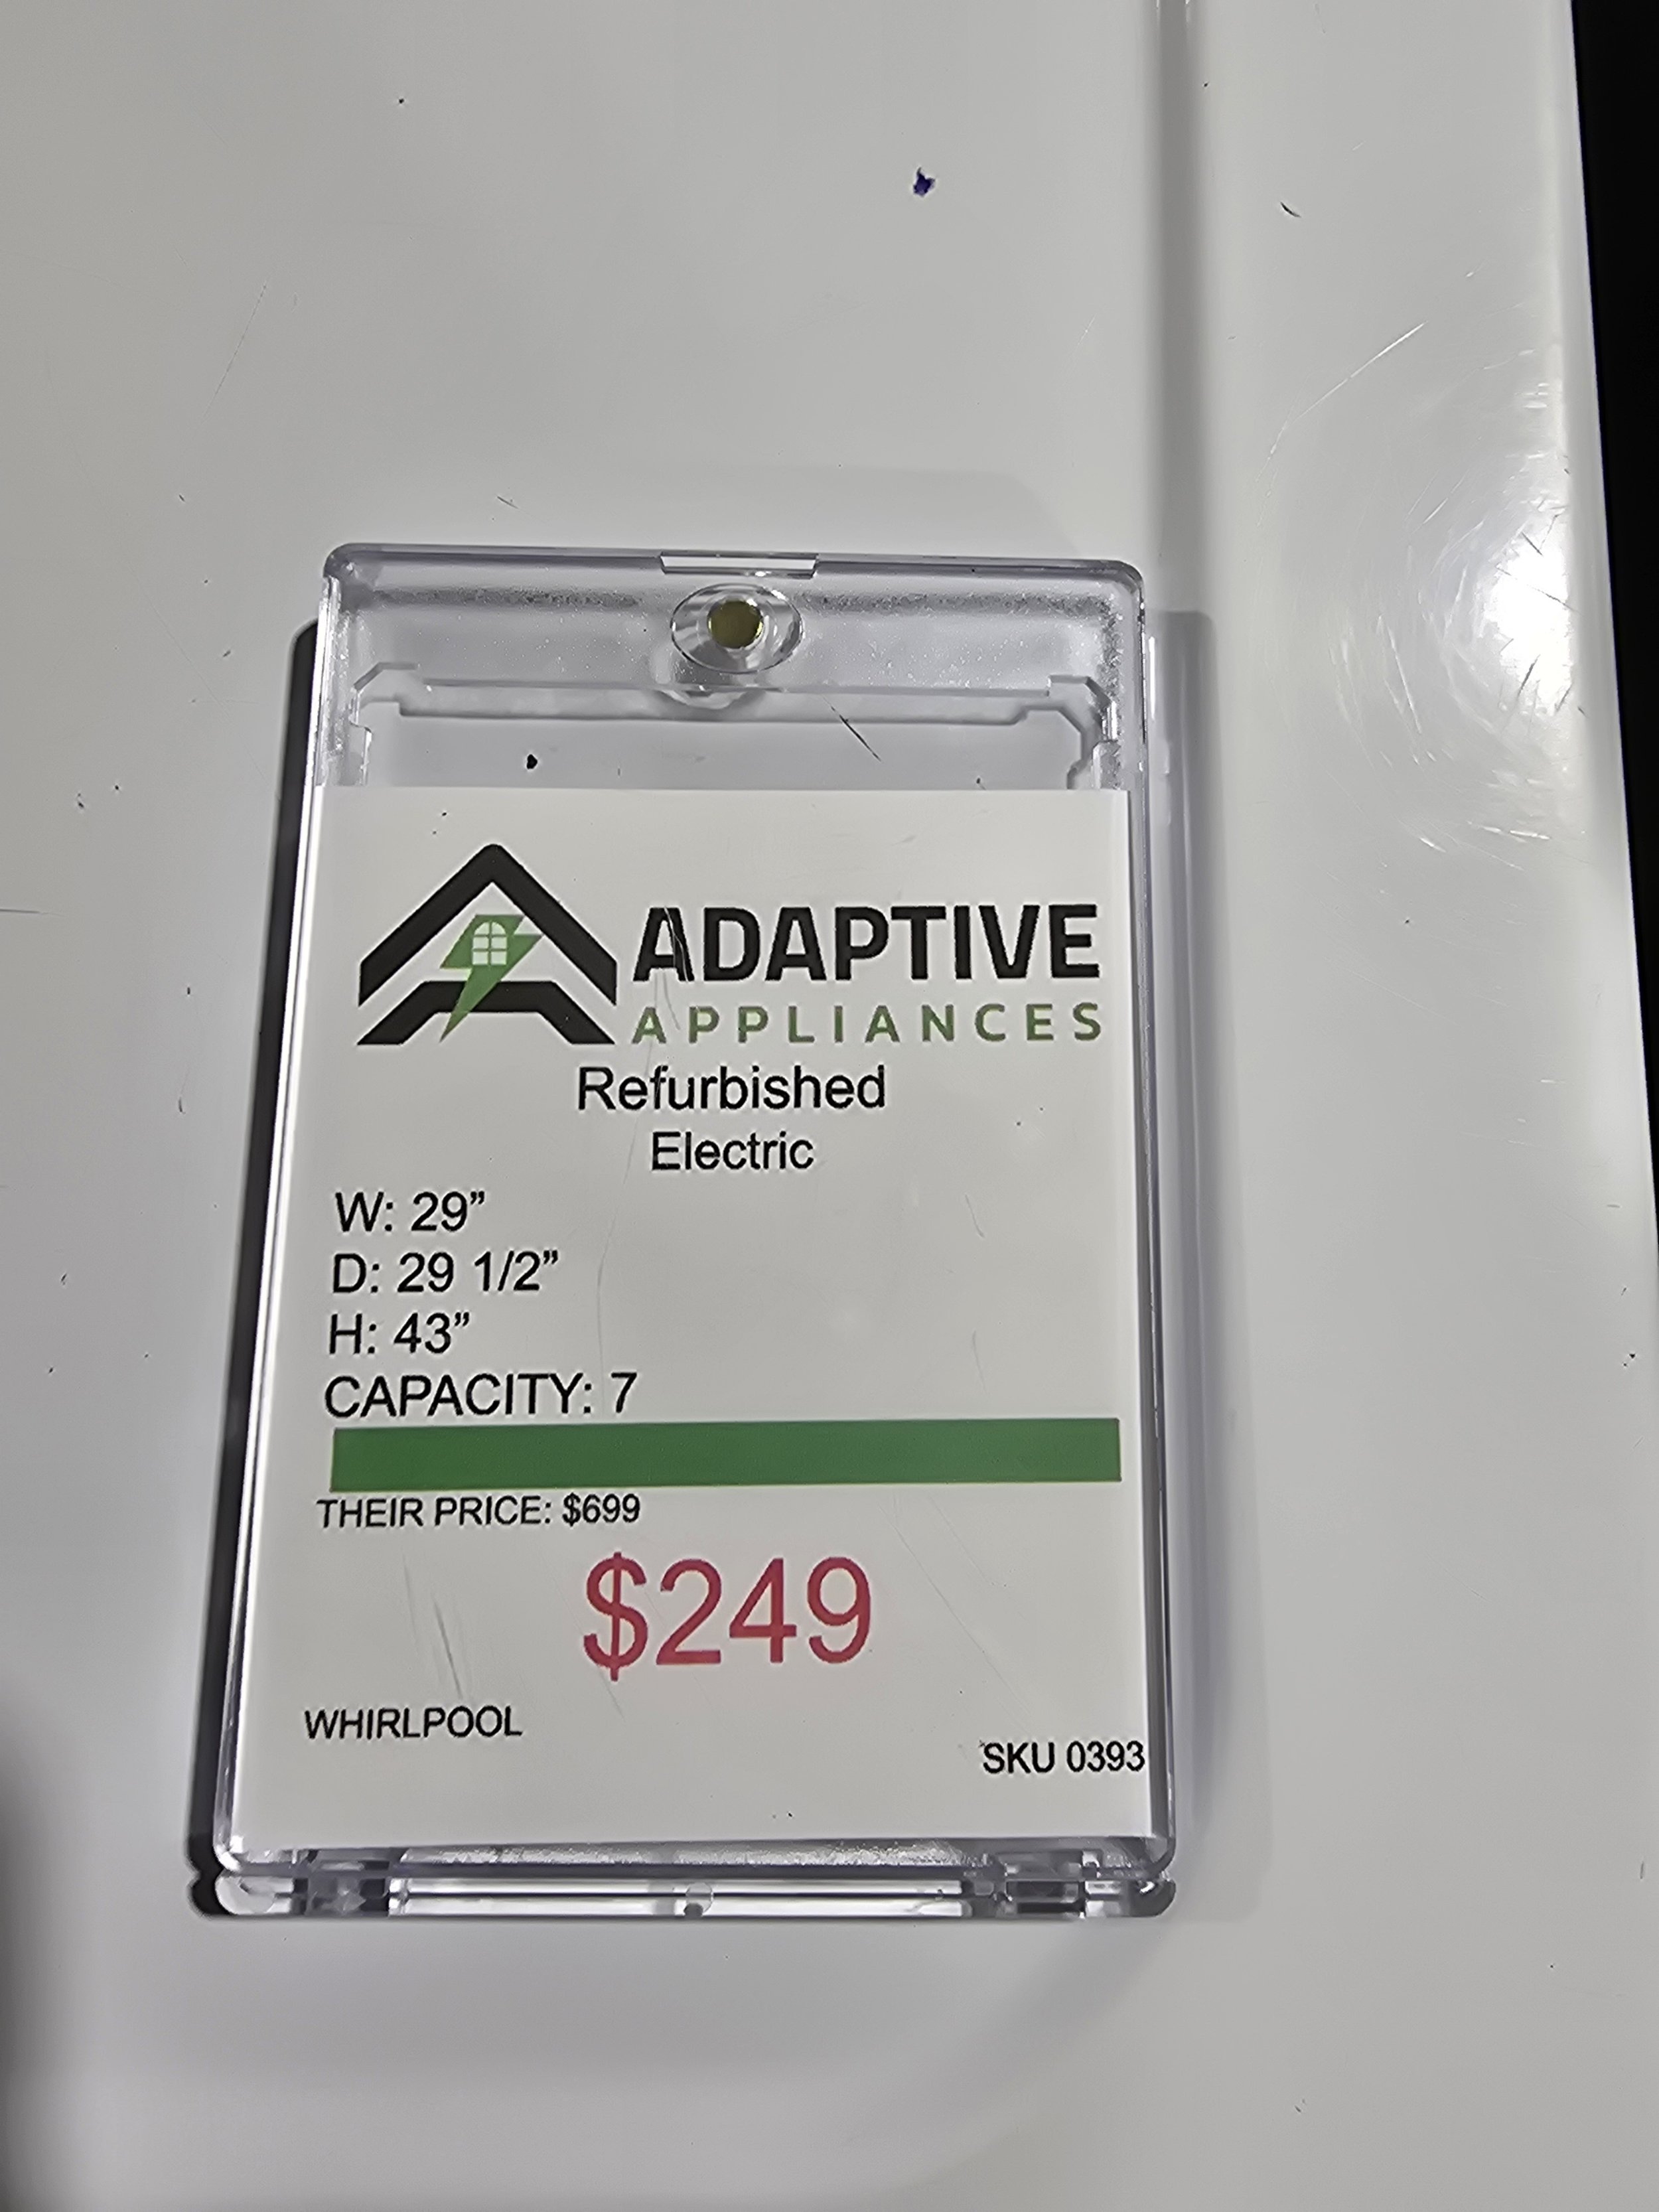 ADAPTIVE
APPLIANCES
Refurbished
Electric
W: 29”
D: 29 1/2”
H: 43”
CAPACITY: 7
THEIR PRICE: $699
$249
WHIRLPOOL
SKU 0393